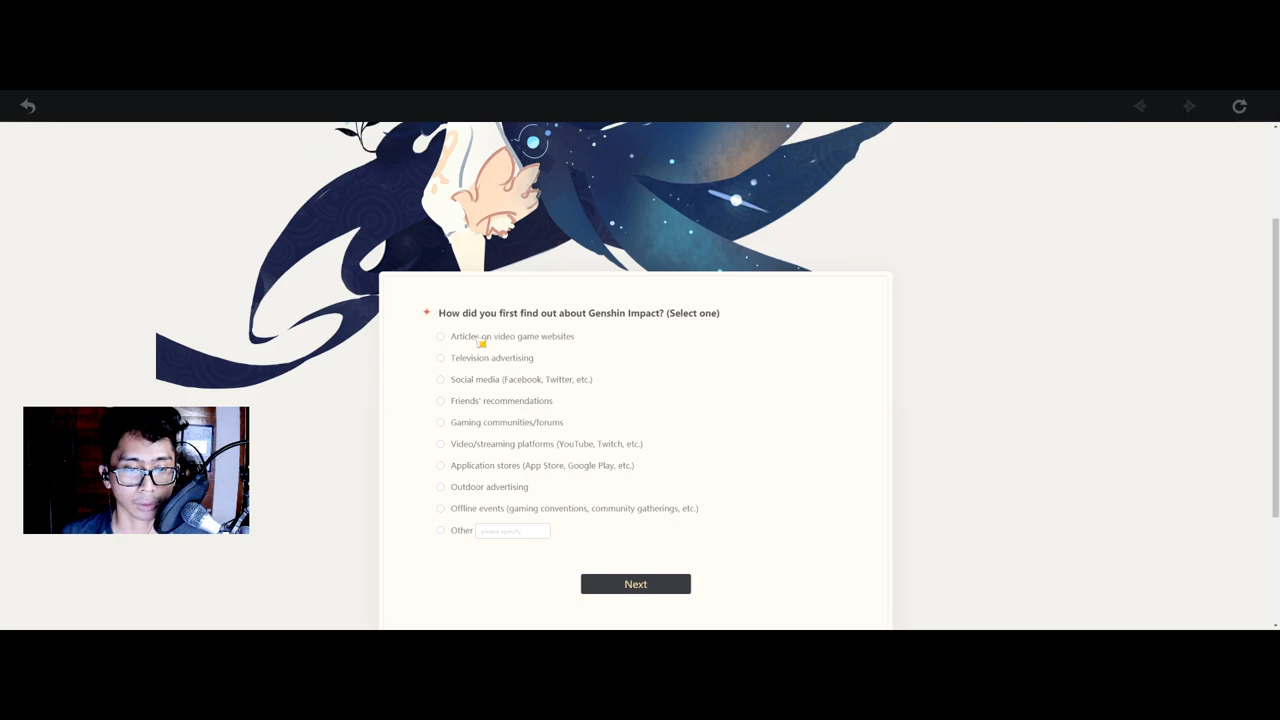 How did you first find out about Genshin Impact? (Select one)
Articles on video game websites
Television advertising
Social media (Facebook, Twitter, etc.)
Friends' recommendations
Gaming communities/forums
Video/streaming platforms (YouTube, Twitch, etc.)
Application stores (App Store, Google Play, etc.)
Outdoor advertising
Offline events (gaming conventions, community gatherings, etc.)
Other please specify
Next